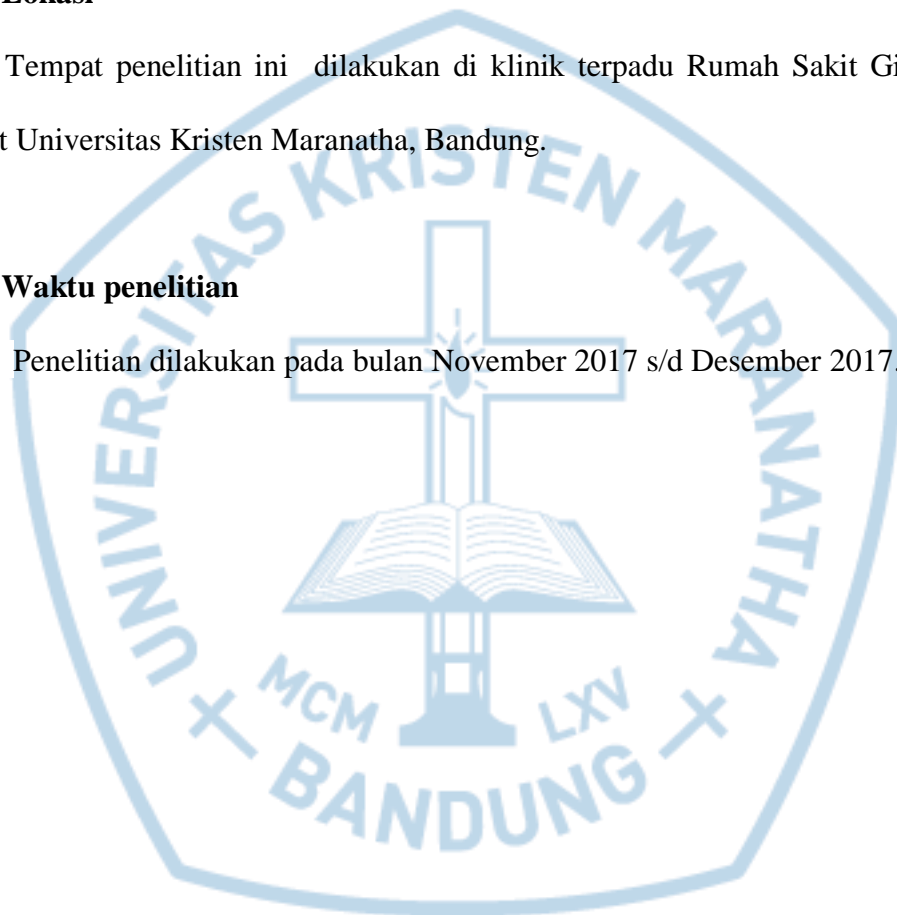 Lokasi
Tempat penelitian ini dilakukan di klinik terpadu Rumah Sakit Gi
t Universitas Kristen Maranatha, Bandung.
Waktu penelitian
Penelitian dilakukan pada bulan November 2017 s/d Desember 2017.
UNIVERSITAS KRISTEN MARANATHA
MCM LXV
BANDUNG